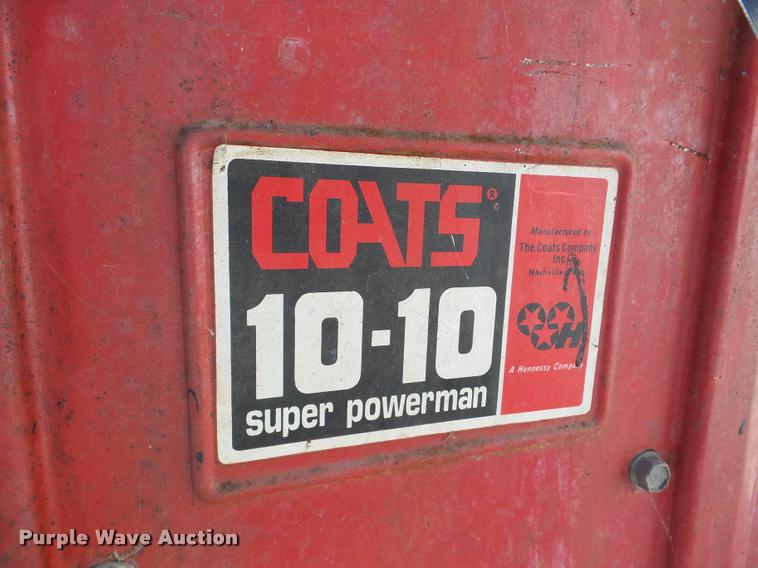 COATS®
10-10
super powerman
Manufactured by
The Coats Company
Inc.
Nashville,
H
A Hennessy Company
Purple Wave Auction